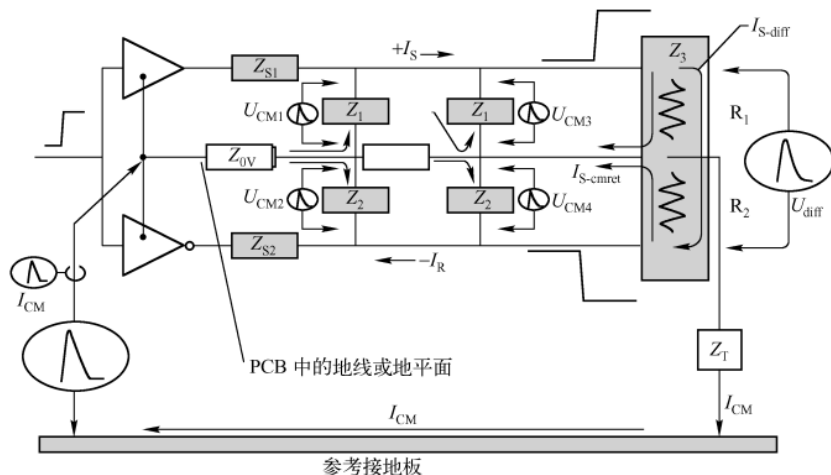 I_S-diff
+I_S
Z_3
Z_S1
U_CM1
Z_1
Z_1
U_CM3
R_1
Z_0V
I_S-cmret
U_CM2
Z_2
Z_2
U_CM4
R_2
U_diff
Z_S2
−I_R
I_CM
Z_T
PCB 中的地线或地平面
I_CM
I_CM
参考接地板